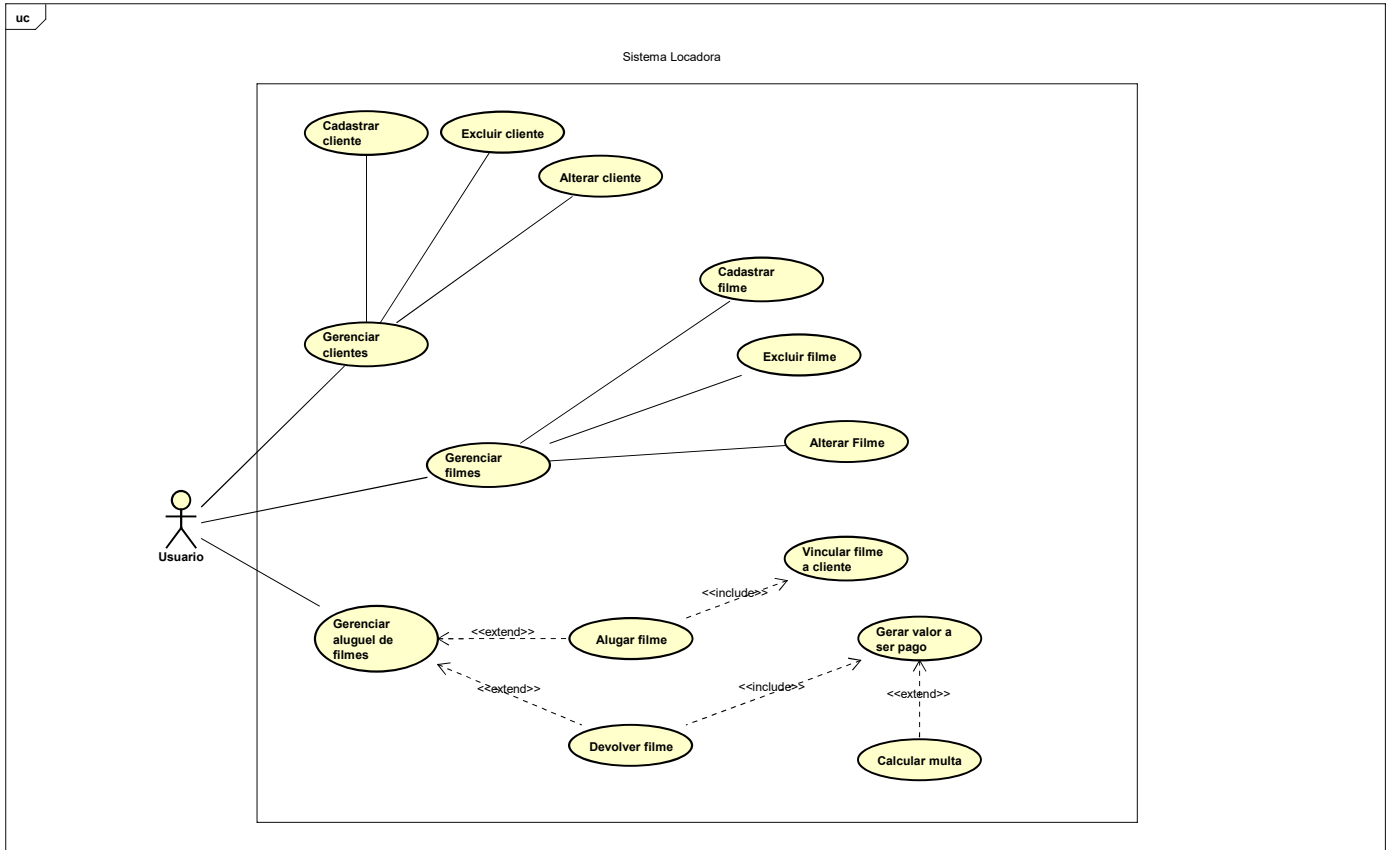 uc
Sistema Locadora
Cadastrar
cliente
Excluir cliente
Alterar cliente
Cadastrar
filme
Gerenciar
clientes
Excluir filme
Gerenciar
filmes
Alterar Filme
Usuario
Vincular filme
a cliente
<<include>>
Gerenciar
aluguel de
filmes
<<extend>>
Alugar filme
Gerar valor a
ser pago
<<extend>>
<<include>>
<<extend>>
Devolver filme
Calcular multa